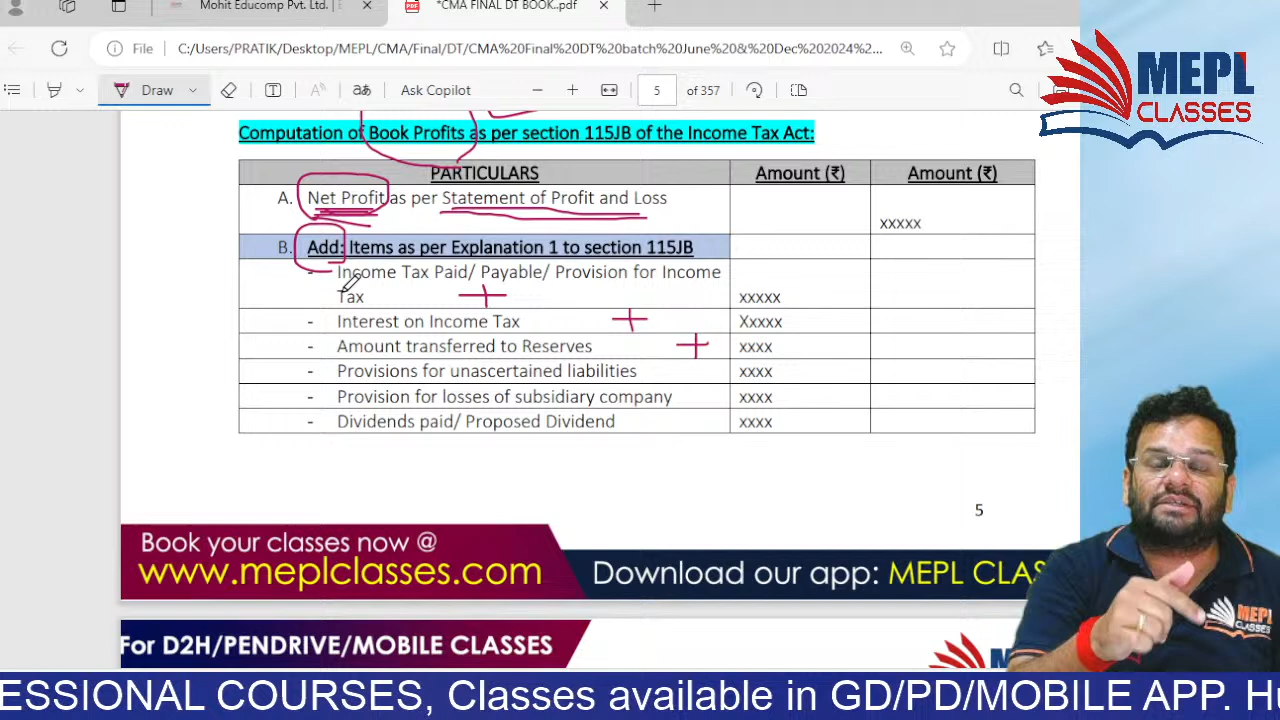 Mohit Educomp Pvt. Ltd. | E
*CMA FINAL DT BOOK..pdf
File C:/Users/PRATIK/Desktop/MEPL/CMA/Final/DT/CMA%20Final%20DT%20batch%20June%20&%20Dec%202024%2...
Draw
aあ
Ask Copilot
5 of 357
MEPL
CLASSES
Computation of Book Profits as per section 115JB of the Income Tax Act:
PARTICULARS Amount (₹) Amount (₹)
A. Net Profit as per Statement of Profit and Loss
xxxxx
B. Add: Items as per Explanation 1 to section 115JB
- Income Tax Paid/ Payable/ Provision for Income
Tax xxxxx
- Interest on Income Tax Xxxxx
- Amount transferred to Reserves xxxx
- Provisions for unascertained liabilities xxxx
- Provision for losses of subsidiary company xxxx
- Dividends paid/ Proposed Dividend xxxx
5
Book your classes now @
www.meplclasses.com
Download our app: MEPL CLAS
MEPL
CLASSES
For D2H/PENDRIVE/MOBILE CLASSES
ESSIONAL COURSES, Classes available in GD/PD/MOBILE APP. Hu